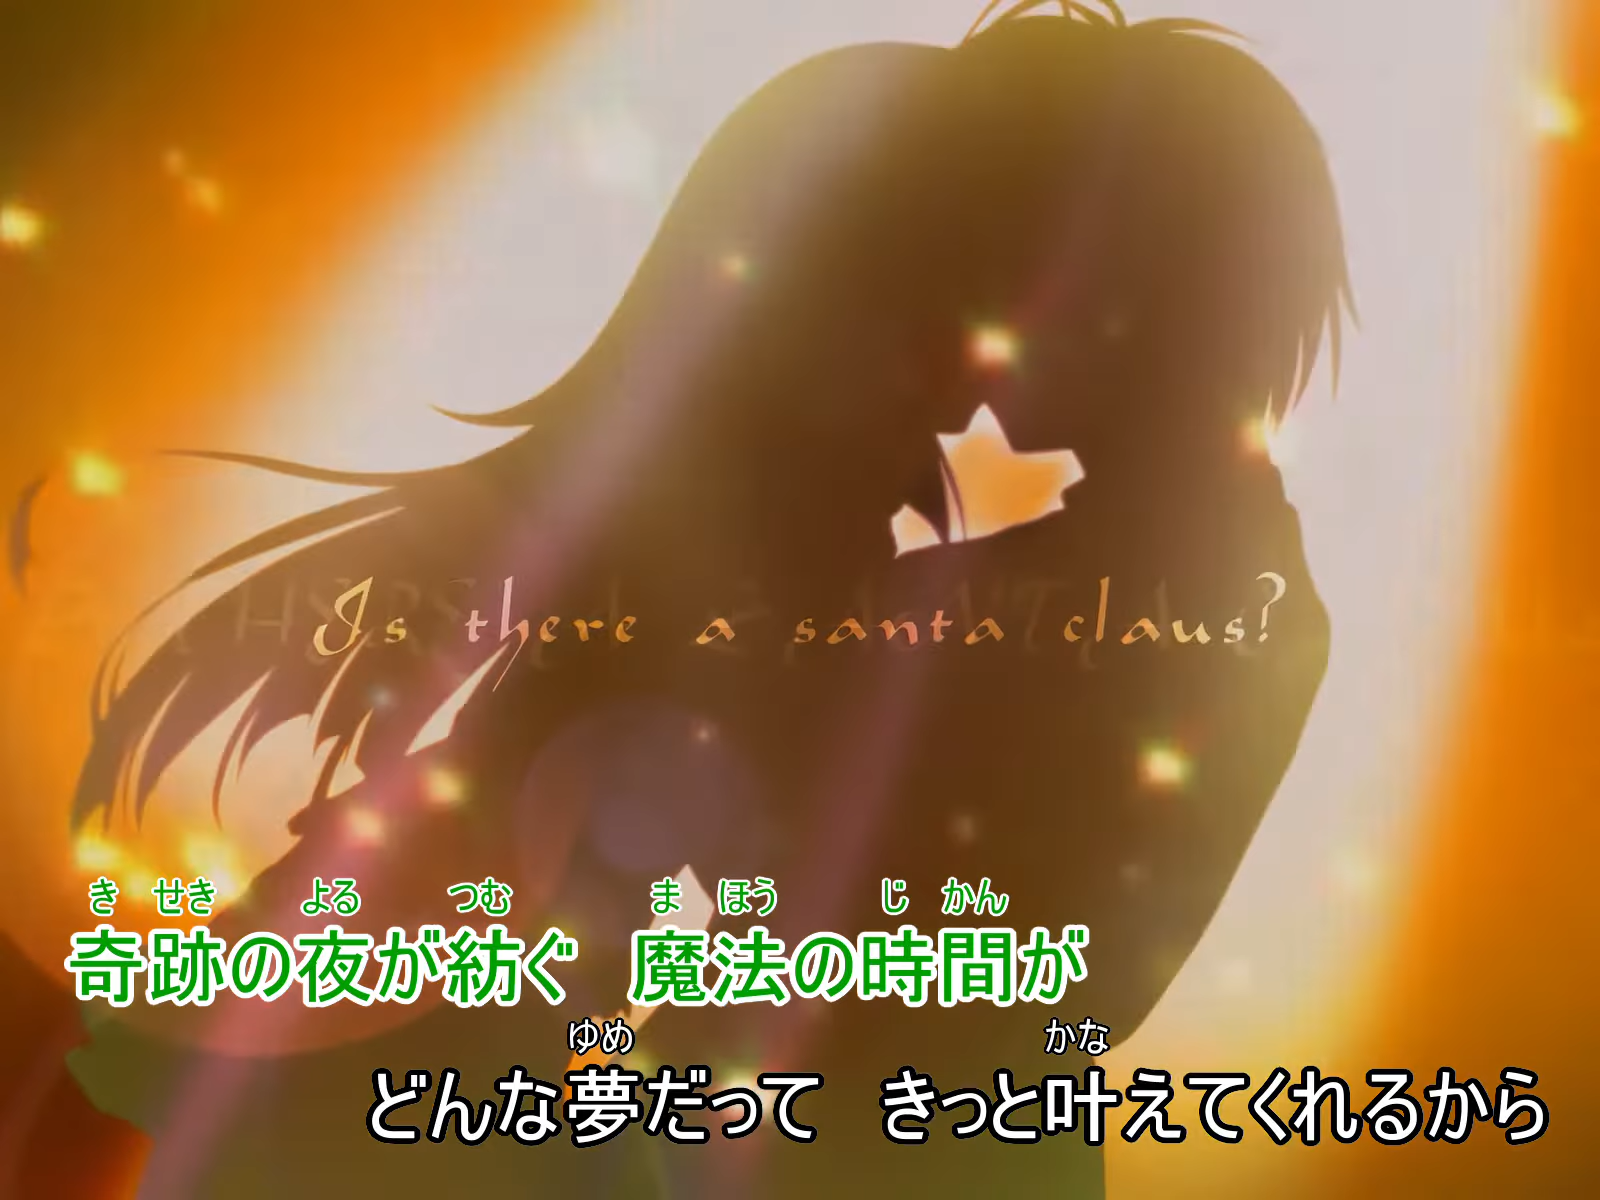 Is there a santa claus?
き せき よる つむ ま ほう じ かん
奇跡の夜が紡ぐ 魔法の時間が
ゆめ かな
どんな夢だって きっと叶えてくれるから